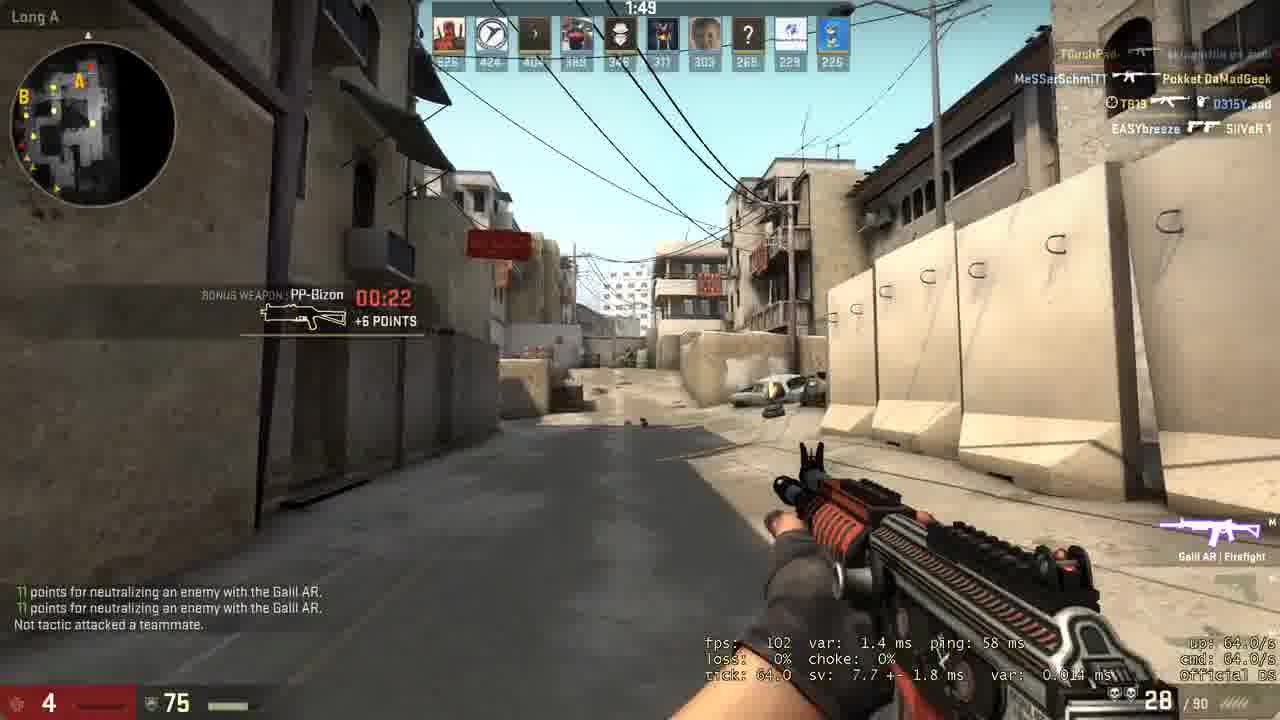 Long A
1:49
525 424 404 389 346 311 303 265 229 226
A
B
MeSSerSchmiTT Pokket DaMadGeek
T619 D315Y.and
EASYbreeze SilVeR 1
BONUS WEAPON: PP-Bizon 00:22
+6 POINTS
Galil AR | Firefight
11 points for neutralizing an enemy with the Galil AR.
11 points for neutralizing an enemy with the Galil AR.
Not tactic attacked a teammate.
fps: 102 var: 1.4 ms ping: 58 ms
loss: 0% choke: 0%
tick: 64.0 sv: 7.7 +- 1.8 ms var: 0.014 ms
up: 64.0/s
cmd: 64.0/s
official DS
4 75
28 / 90